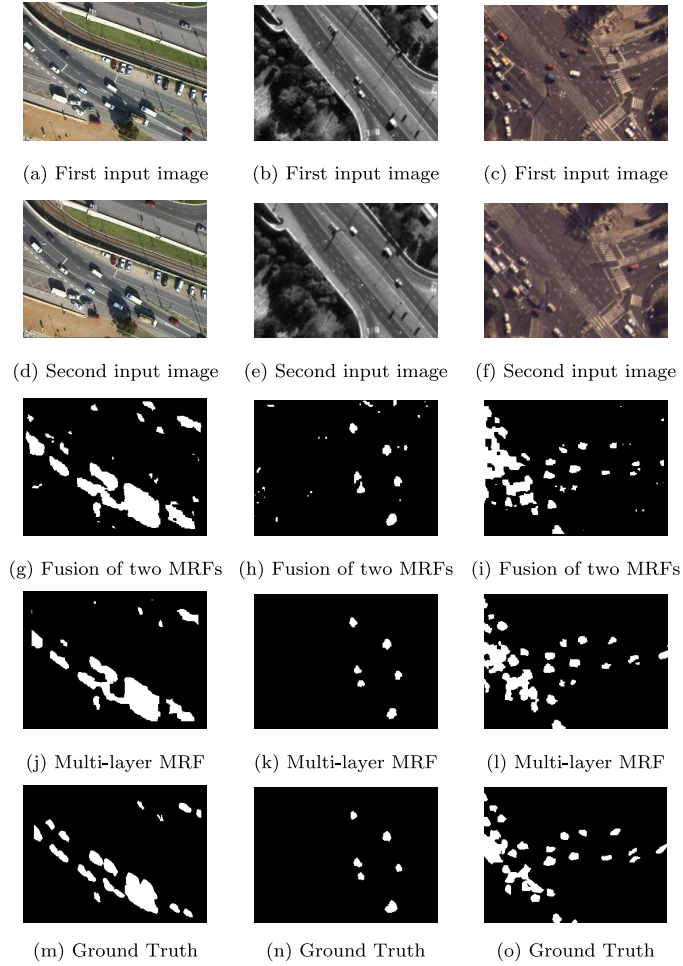 (a) First input image
(b) First input image
(c) First input image
(d) Second input image
(e) Second input image
(f) Second input image
(g) Fusion of two MRFs
(h) Fusion of two MRFs
(i) Fusion of two MRFs
(j) Multi-layer MRF
(k) Multi-layer MRF
(l) Multi-layer MRF
(m) Ground Truth
(n) Ground Truth
(o) Ground Truth